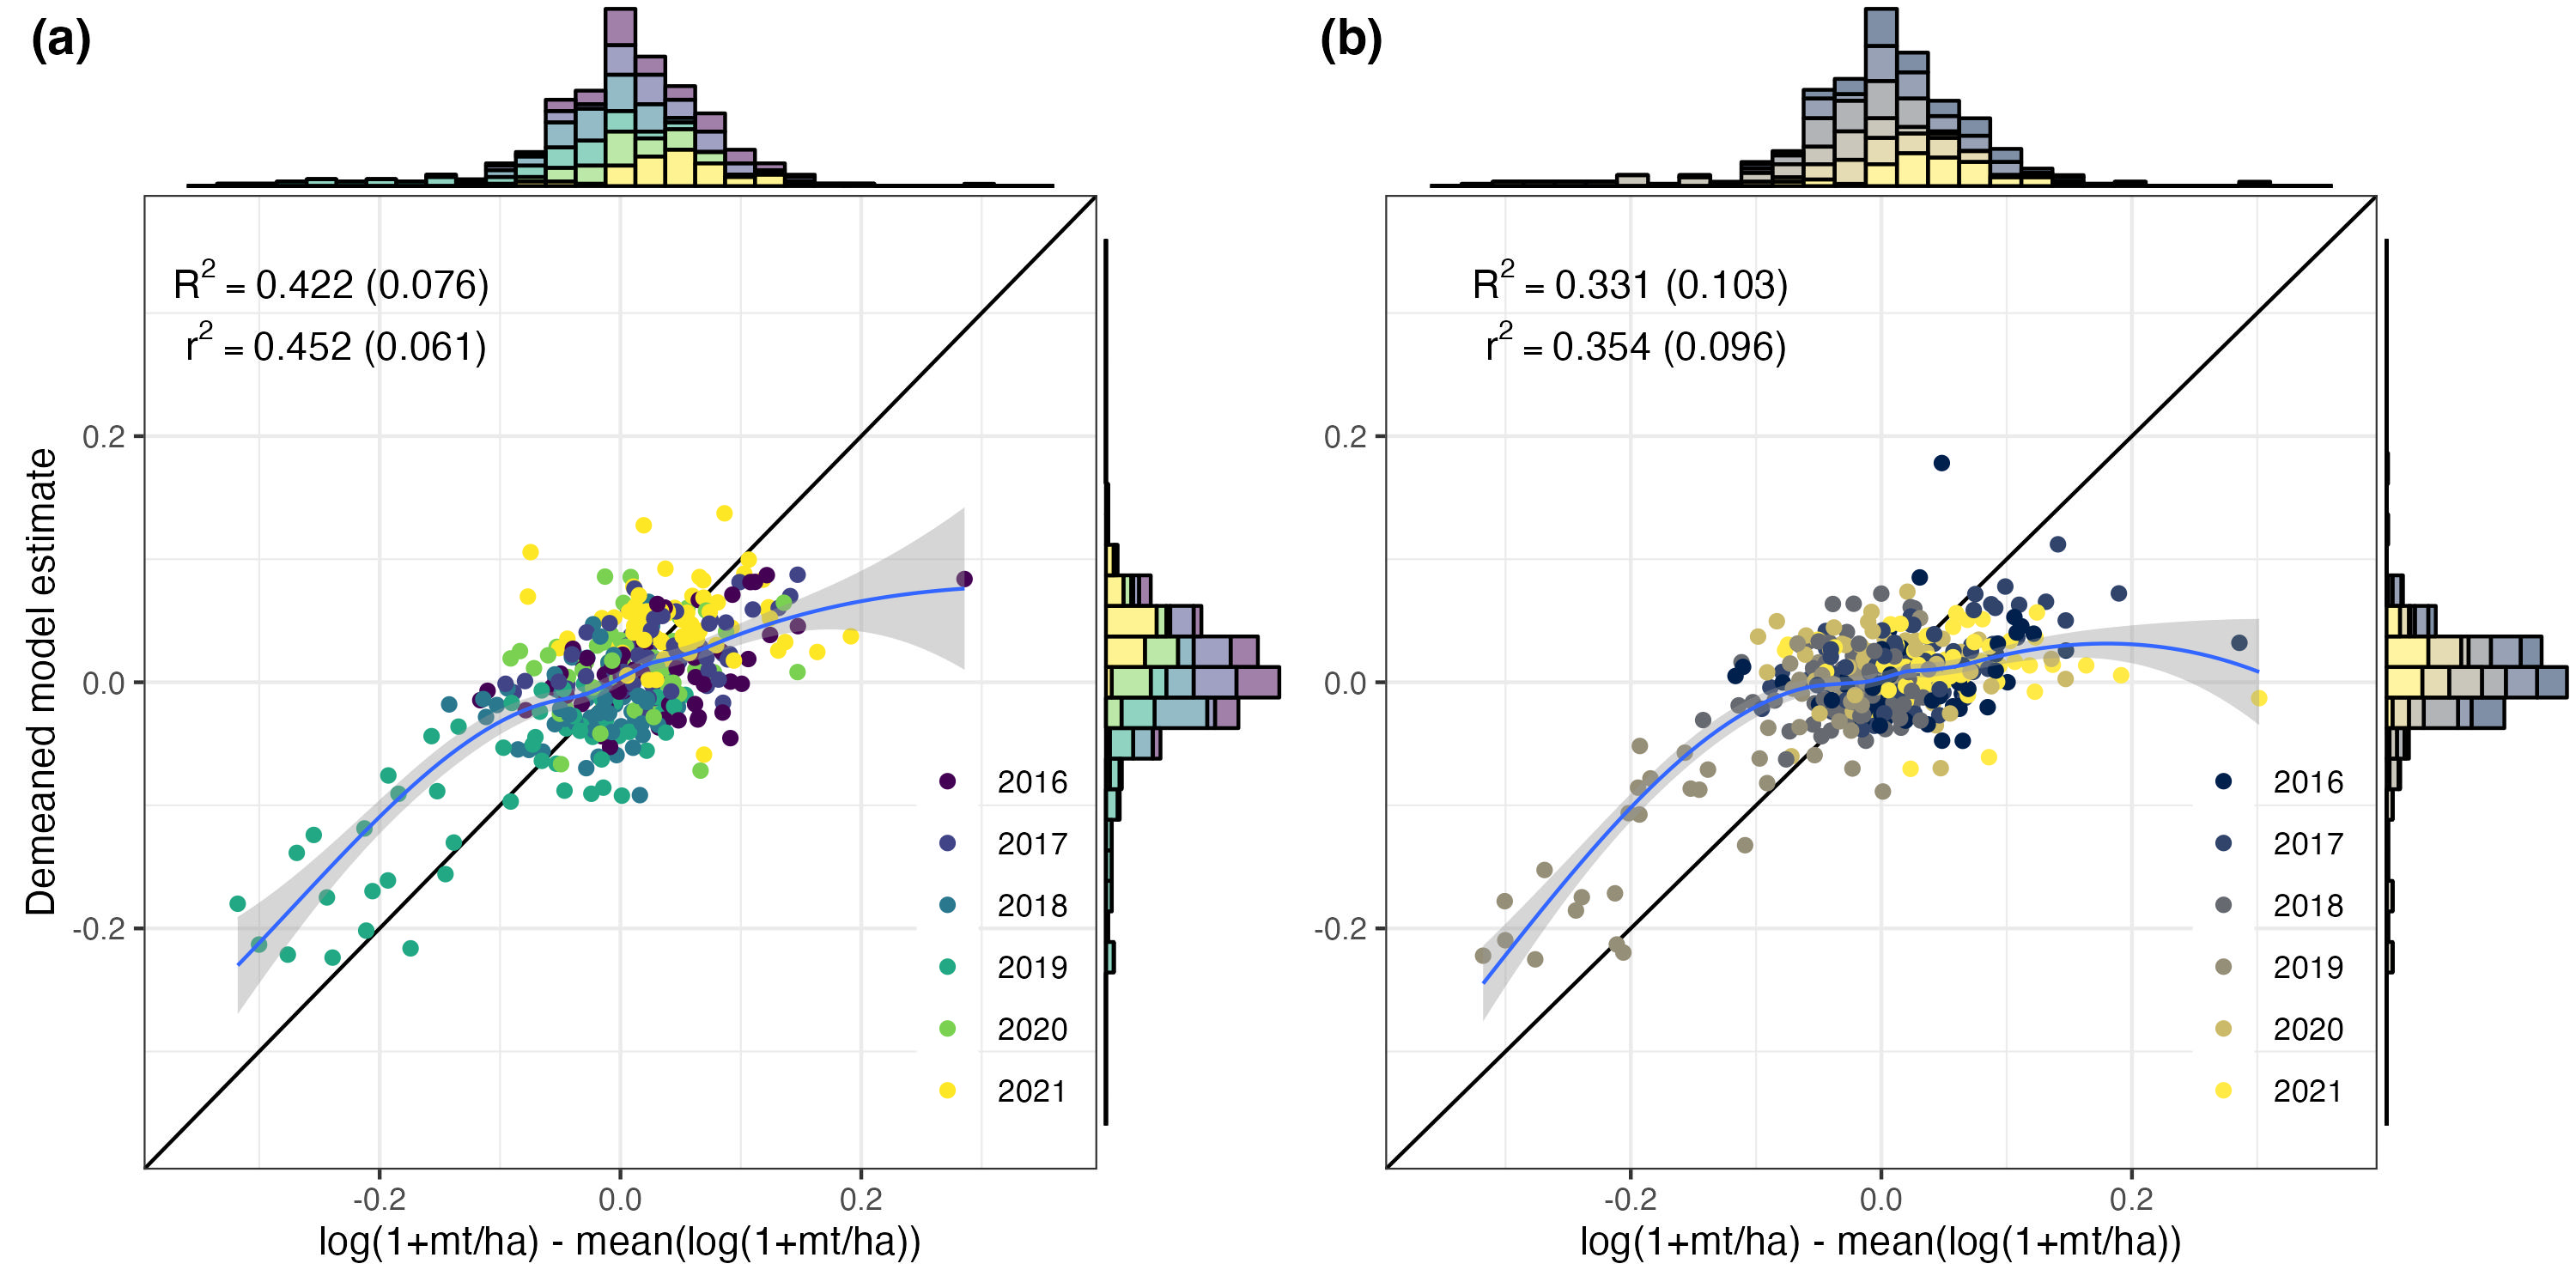 (a)
R² = 0.422 (0.076)
r² = 0.452 (0.061)
Demeaned model estimate
0.2
0.0
-0.2
-0.2 0.0 0.2
log(1+mt/ha) - mean(log(1+mt/ha))
2016
2017
2018
2019
2020
2021
(b)
R² = 0.331 (0.103)
r² = 0.354 (0.096)
0.2
0.0
-0.2
-0.2 0.0 0.2
log(1+mt/ha) - mean(log(1+mt/ha))
2016
2017
2018
2019
2020
2021